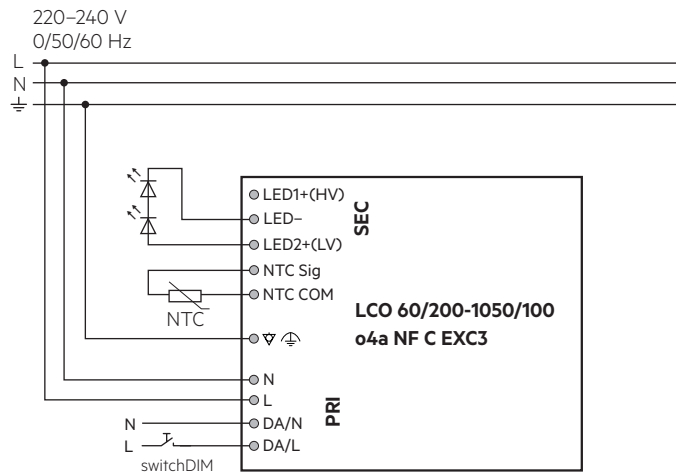 220–240 V
0/50/60 Hz
L
N
LED1+(HV)
LED–
LED2+(LV)
SEC
NTC Sig
NTC COM
NTC
LCO 60/200-1050/100
o4a NF C EXC3
N
L
PRI
N DA/N
L DA/L
switchDIM